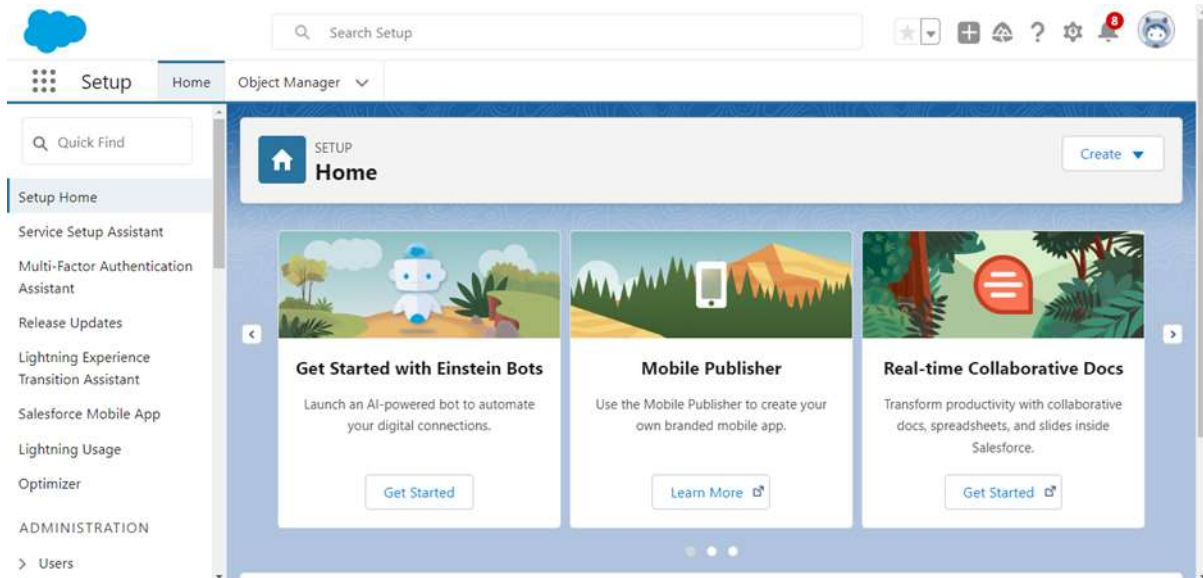 Search Setup
8
Setup
Home
Object Manager
Quick Find
Setup Home
Service Setup Assistant
Multi-Factor Authentication
Assistant
Release Updates
Lightning Experience
Transition Assistant
Salesforce Mobile App
Lightning Usage
Optimizer
ADMINISTRATION
Users
SETUP
Home
Create
Get Started with Einstein Bots
Launch an AI-powered bot to automate
your digital connections.
Get Started
Mobile Publisher
Use the Mobile Publisher to create your
own branded mobile app.
Learn More
Real-time Collaborative Docs
Transform productivity with collaborative
docs, spreadsheets, and slides inside
Salesforce.
Get Started